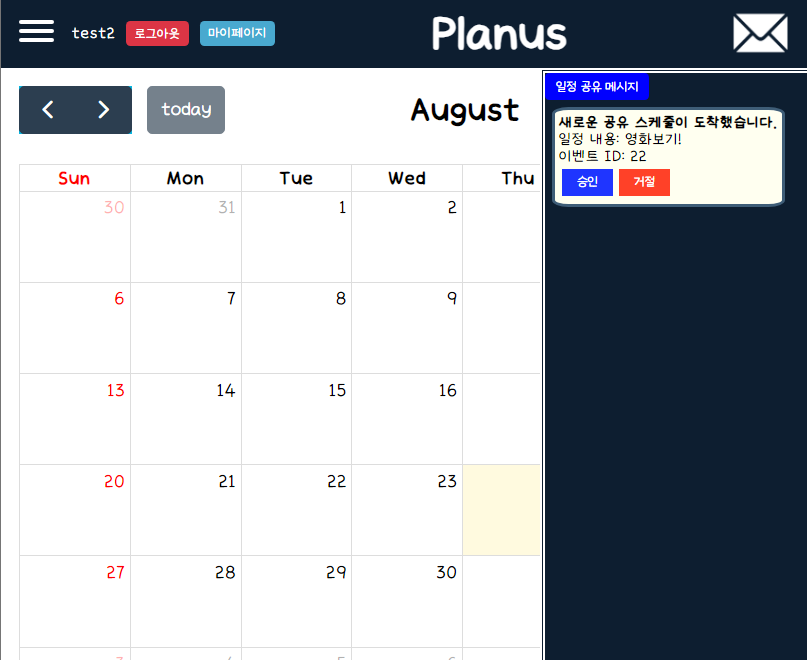 test2 로그아웃 마이페이지 Planus
today August
일정 공유 메시지
새로운 공유 스케줄이 도착했습니다.
일정 내용: 영화보기!
이벤트 ID: 22
승인 거절
Sun Mon Tue Wed Thu
30 31 1 2
6 7 8 9
13 14 15 16
20 21 22 23
27 28 29 30